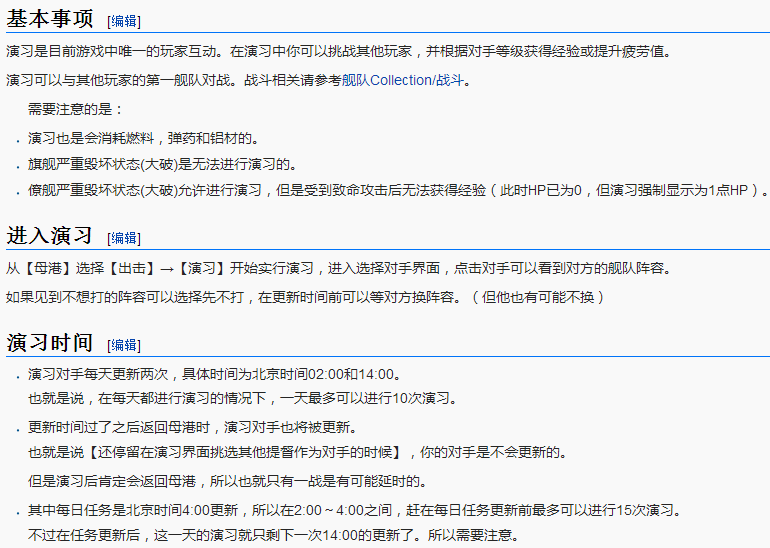 基本事项 [编辑]
演习是目前游戏中唯一的玩家互动。在演习中你可以挑战其他玩家，并根据对手等级获得经验或提升疲劳值。
演习可以与其他玩家的第一舰队对战。战斗相关请参考舰队Collection/战斗。
需要注意的是：
演习也是会消耗燃料，弹药和铝材的。
旗舰严重毁坏状态(大破)是无法进行演习的。
僚舰严重毁坏状态(大破)允许进行演习，但是受到致命攻击后无法获得经验（此时HP已为0，但演习强制显示为1点HP）。
进入演习 [编辑]
从【母港】选择【出击】→【演习】开始实行演习，进入选择对手界面，点击对手可以看到对方的舰队阵容。
如果见到不想打的阵容可以选择先不打，在更新时间前可以等对方换阵容。（但他也有可能不换）
演习时间 [编辑]
演习对手每天更新两次，具体时间为北京时间02:00和14:00。
也就是说，在每天都进行演习的情况下，一天最多可以进行10次演习。
更新时间过了之后返回母港时，演习对手也将被更新。
也就是说【还停留在演习界面挑选其他提督作为对手的时候】，你的对手是不会更新的。
但是演习后肯定会返回母港，所以也就只有一战是有可能延时的。
其中每日任务是北京时间4:00更新，所以在2:00～4:00之间，赶在每日任务更新前最多可以进行15次演习。
不过在任务更新后，这一天的演习就只剩下一次14:00的更新了。所以需要注意。